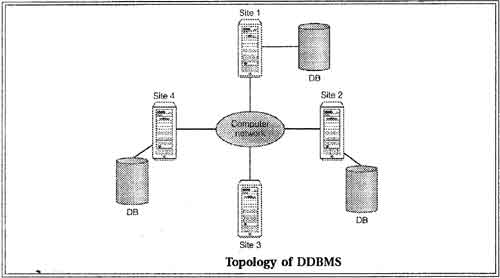 Site 1
DB
Site 4
Site 2
Computer
network
DB
DB
Site 3
Topology of DDBMS